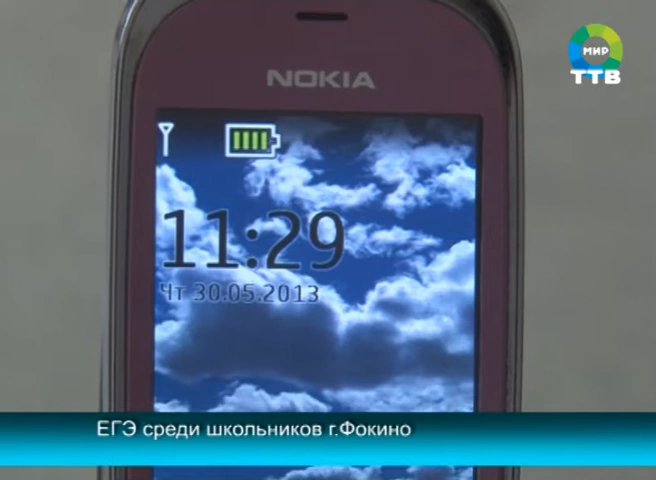 МИР
ТТВ
NOKIA
11:29
Чт 30.05.2013
ЕГЭ среди школьников г.Фокино